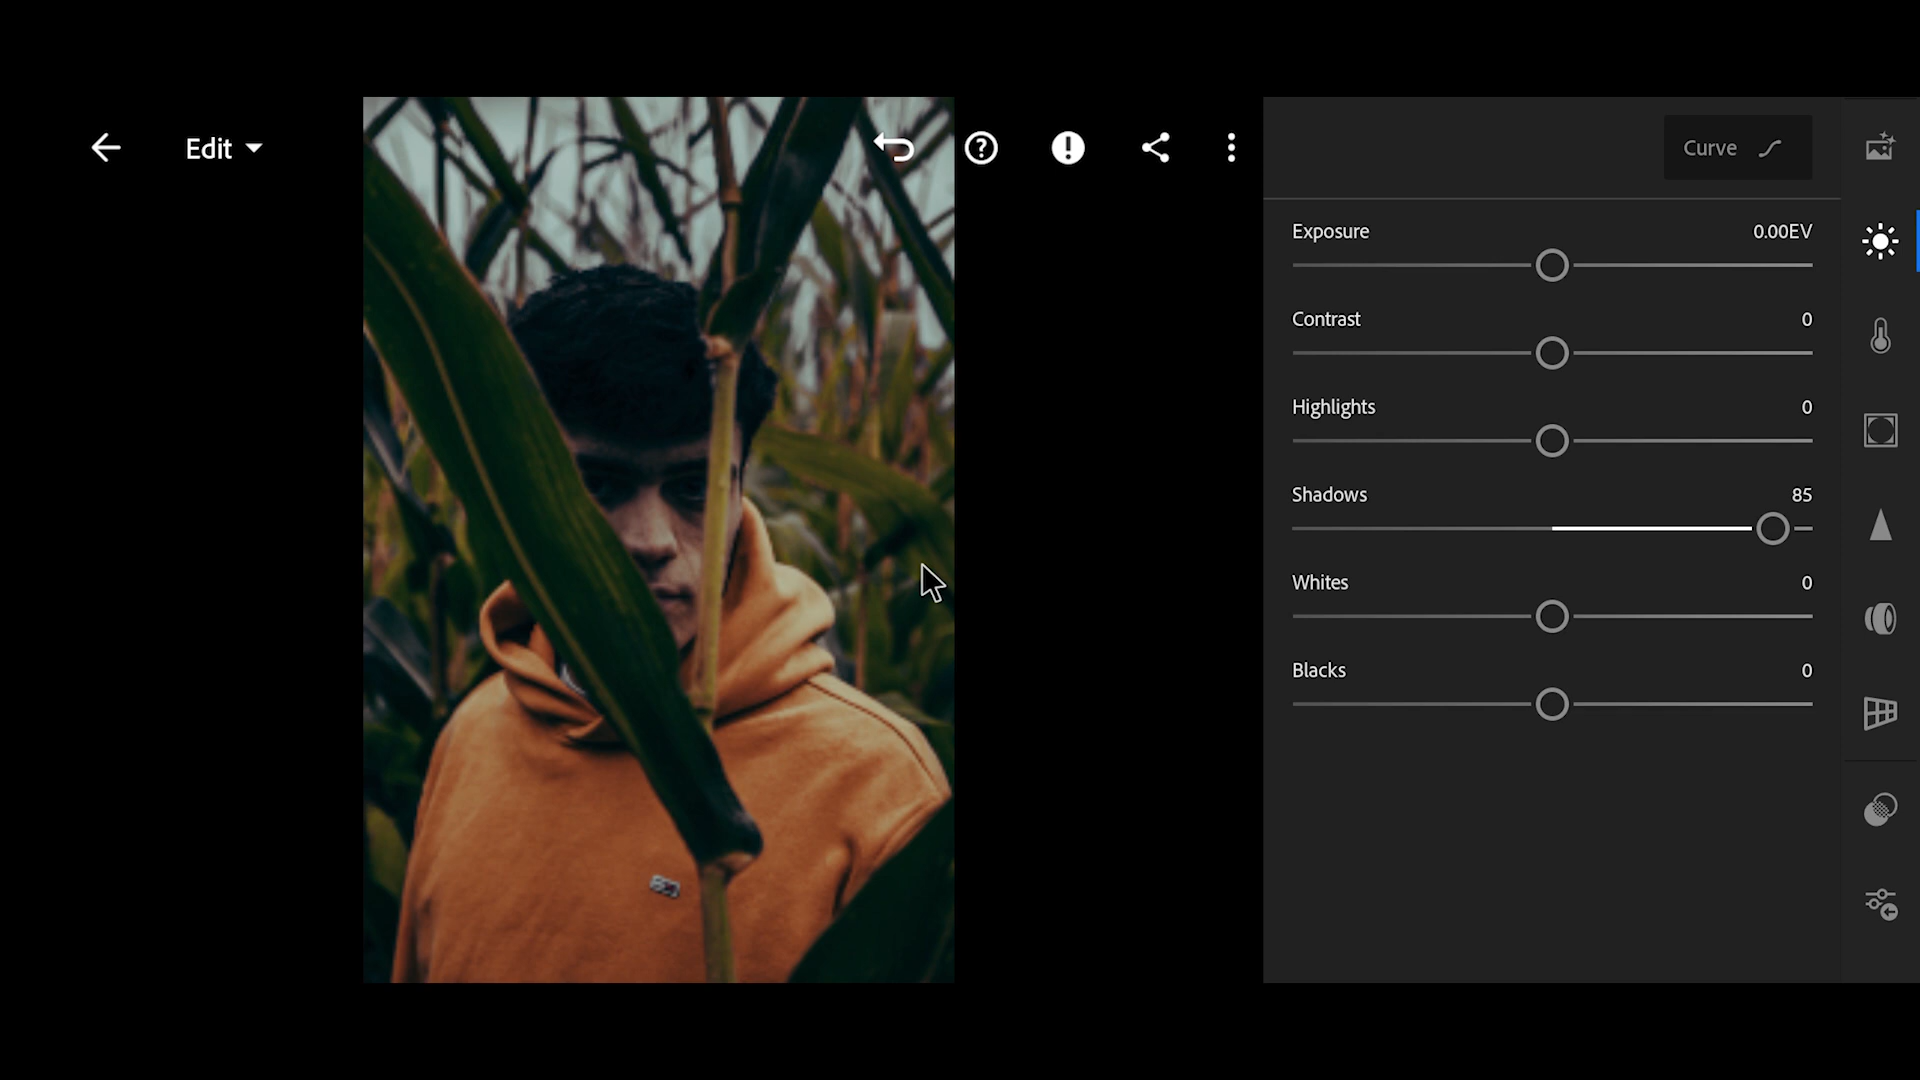 Edit
Curve
Exposure 0.00EV
Contrast 0
Highlights 0
Shadows 85
Whites 0
Blacks 0